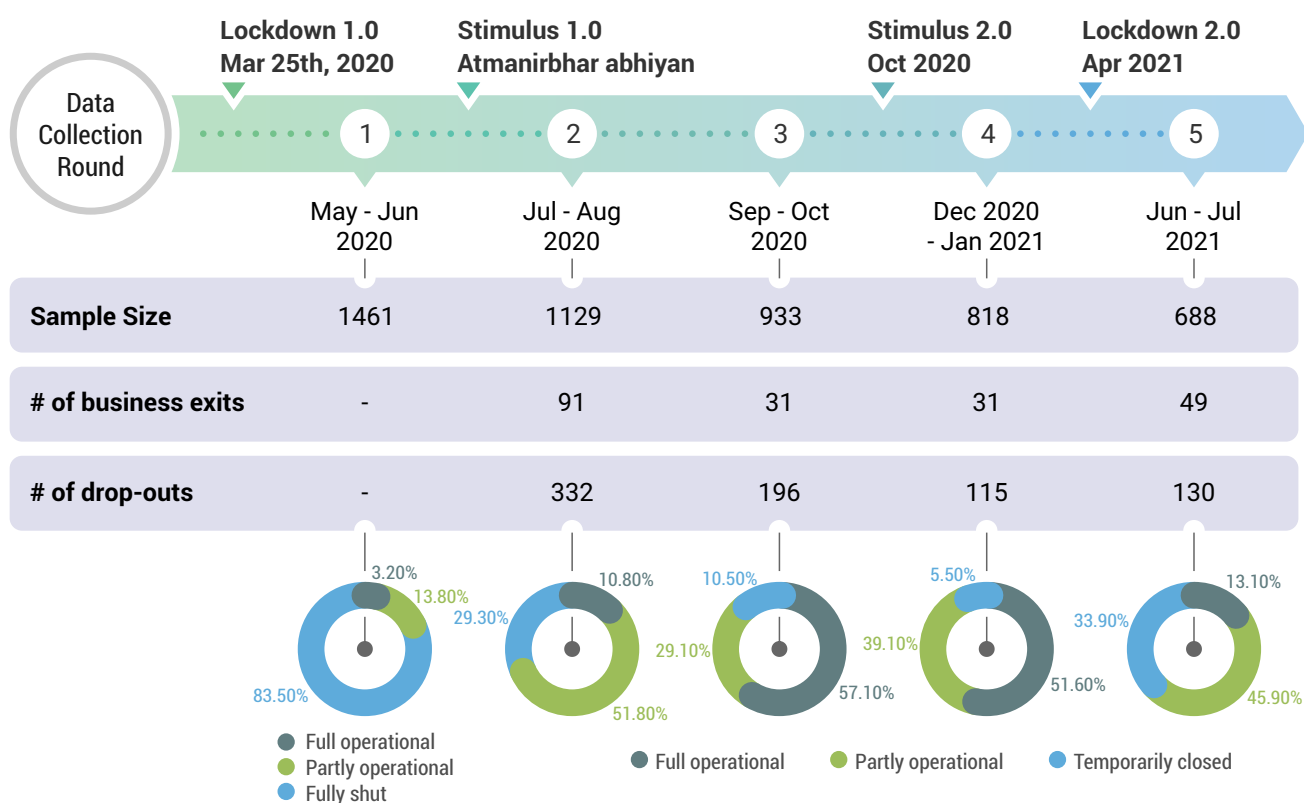 Lockdown 1.0
Mar 25th, 2020
Stimulus 1.0
Atmanirbhar abhiyan
Stimulus 2.0
Oct 2020
Lockdown 2.0
Apr 2021
Data
Collection
Round
1
2
3
4
5
May - Jun
2020
Jul - Aug
2020
Sep - Oct
2020
Dec 2020
- Jan 2021
Jun - Jul
2021
Sample Size 1461 1129 933 818 688
# of business exits - 91 31 31 49
# of drop-outs - 332 196 115 130
3.20%
13.80%
83.50%
10.80%
29.30%
51.80%
10.50%
29.10%
57.10%
5.50%
39.10%
51.60%
13.10%
33.90%
45.90%
Full operational
Partly operational
Fully shut
Full operational
Partly operational
Temporarily closed